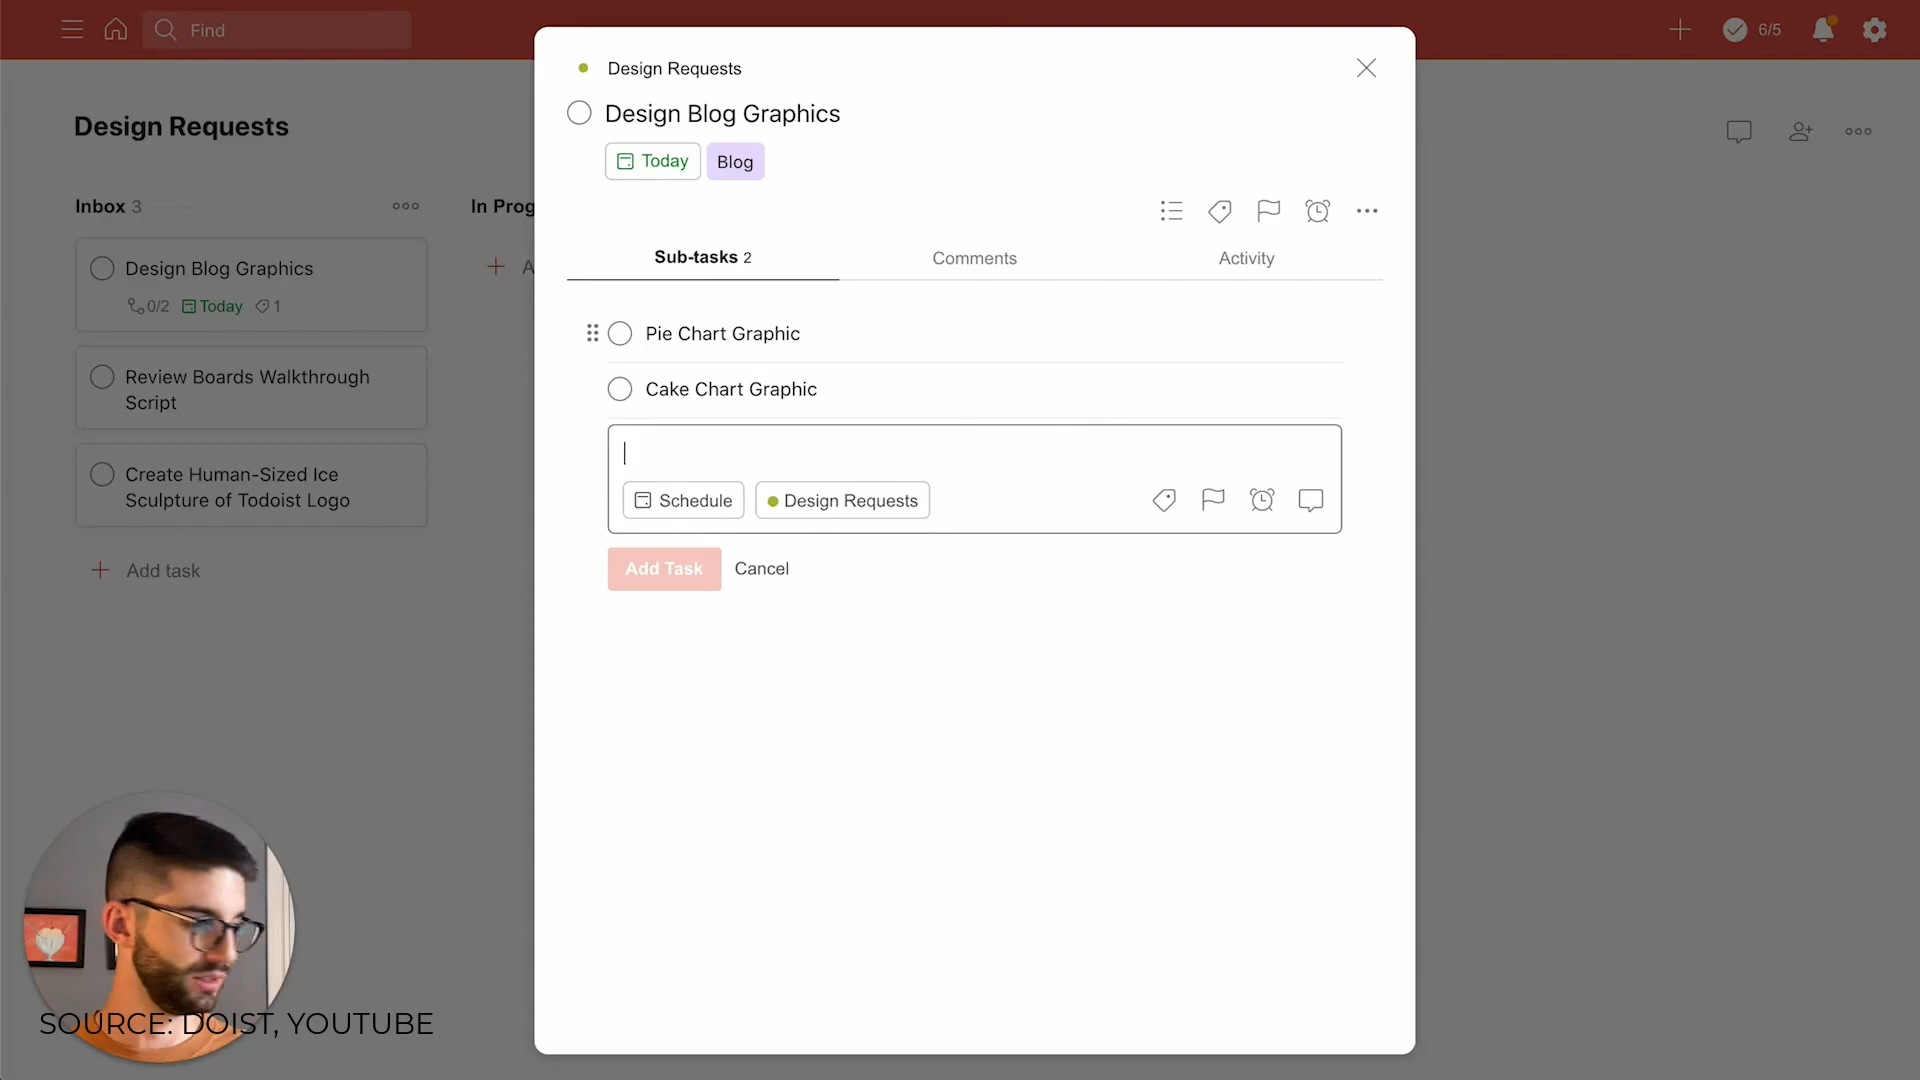 Find
6/5
Design Requests
Inbox 3
In Prog
Design Blog Graphics
0/2 Today 1
Review Boards Walkthrough
Script
Create Human-Sized Ice
Sculpture of Todoist Logo
Add task
A
Design Requests
Design Blog Graphics
Today Blog
Sub-tasks 2 Comments Activity
Pie Chart Graphic
Cake Chart Graphic
Schedule Design Requests
Add Task Cancel
SOURCE: DOIST, YOUTUBE